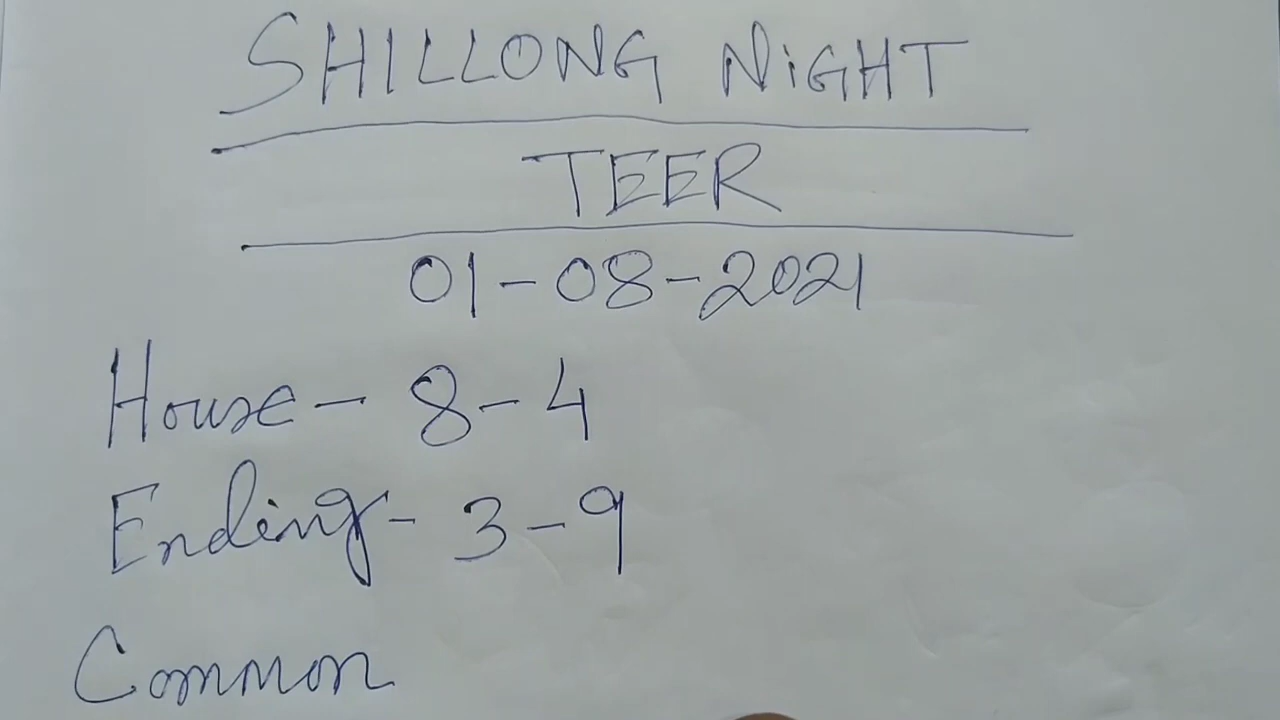 SHILLONG NiGHT
TEER
01-08-2021
House - 8-4
Ending - 3-9
Common